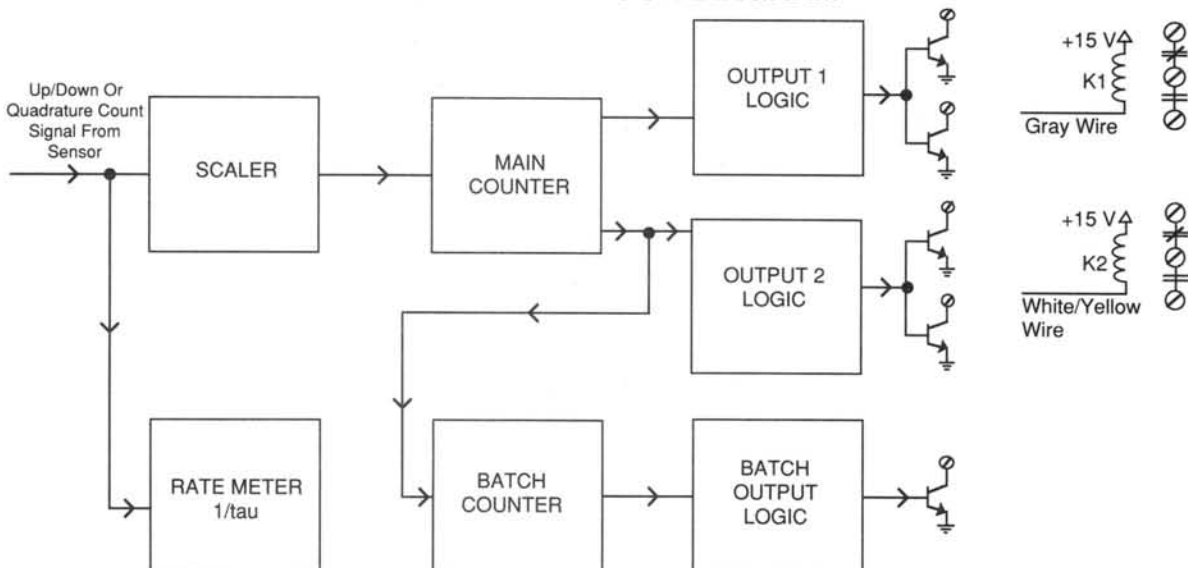 Up/Down Or
Quadrature Count
Signal From
Sensor
SCALER
MAIN
COUNTER
OUTPUT 1
LOGIC
+15 V
K1
Gray Wire
OUTPUT 2
LOGIC
+15 V
K2
White/Yellow
Wire
RATE METER
1/tau
BATCH
COUNTER
BATCH
OUTPUT
LOGIC